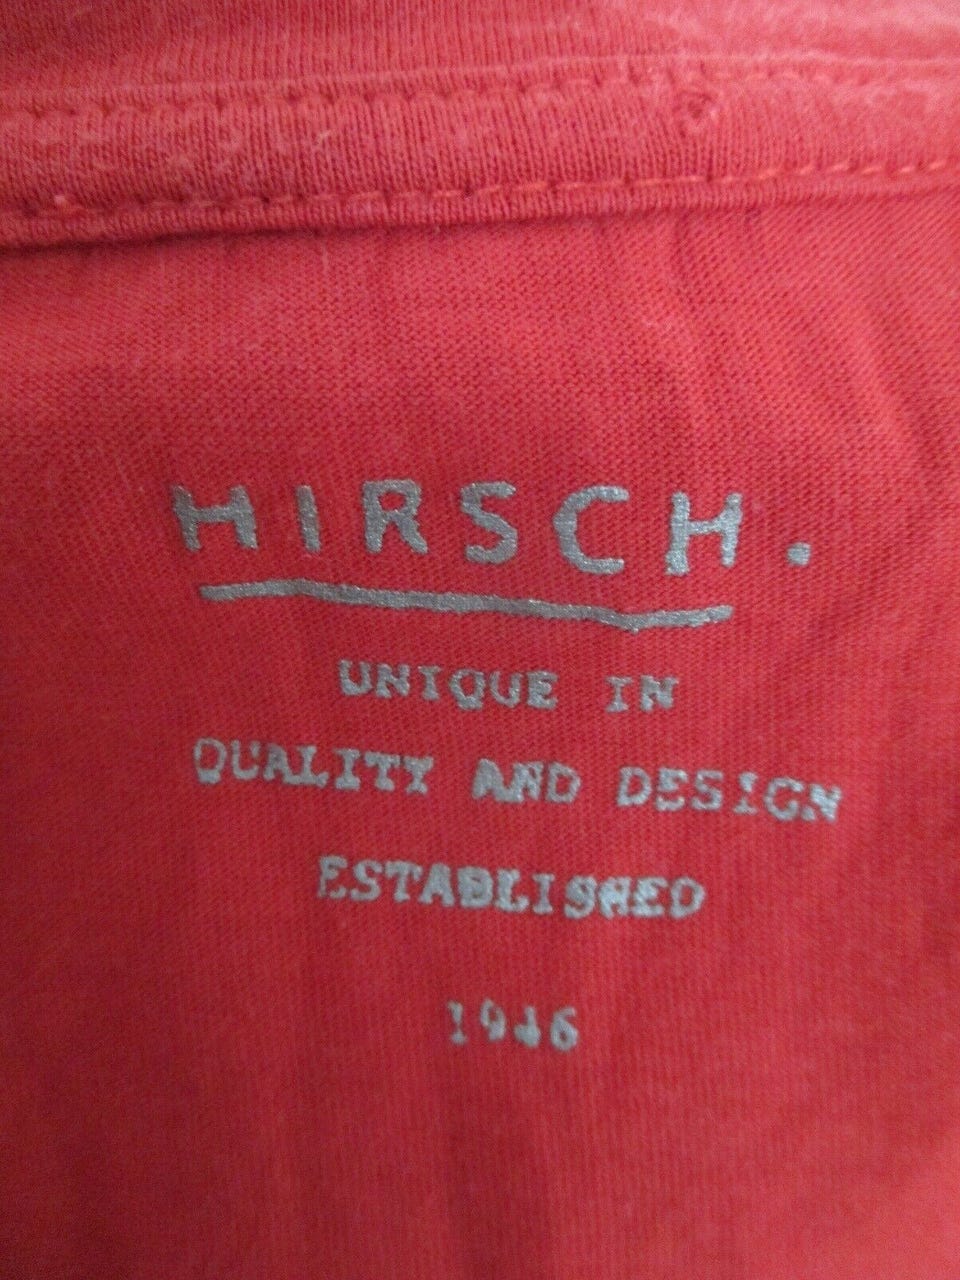 HIRSCH.
UNIQUE IN
QUALITY AND DESIGN
ESTABLISHED
1946